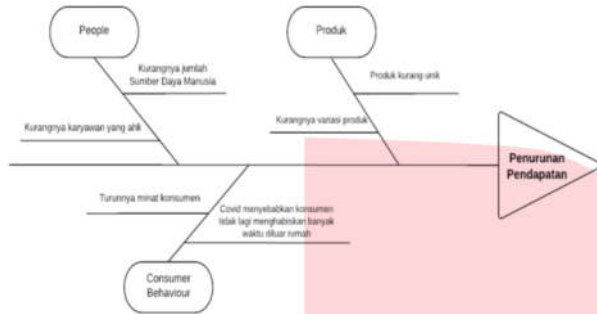 People
Produk
Kurangnya jumlah
Sumber Daya Manusia
Produk kurang unik
Kurangnya karyawan yang ahli
Kurangnya variasi produk
Penurunan
Pendapatan
Turunnya minat konsumen
Covid menyebabkan konsumen
tidak lagi menghabiskan banyak
waktu diluar rumah
Consumer
Behaviour